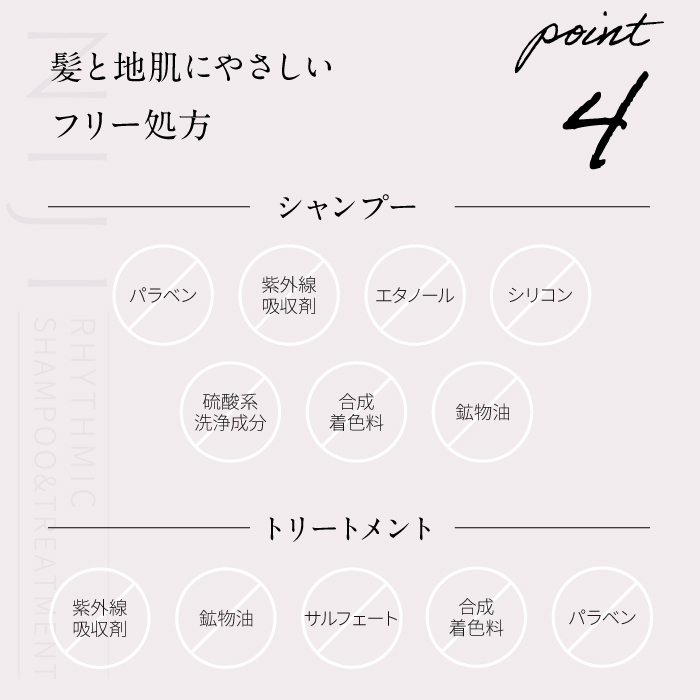 髪と地肌にやさしい
フリー処方
point
4
NIJI
RHYTHMIC
SHAMPOO&TREATMENT
シャンプー
パラベン
紫外線
吸収剤
エタノール
シリコン
硫酸系
洗浄成分
合成
着色料
鉱物油
トリートメント
紫外線
吸収剤
鉱物油
サルフェート
合成
着色料
パラベン